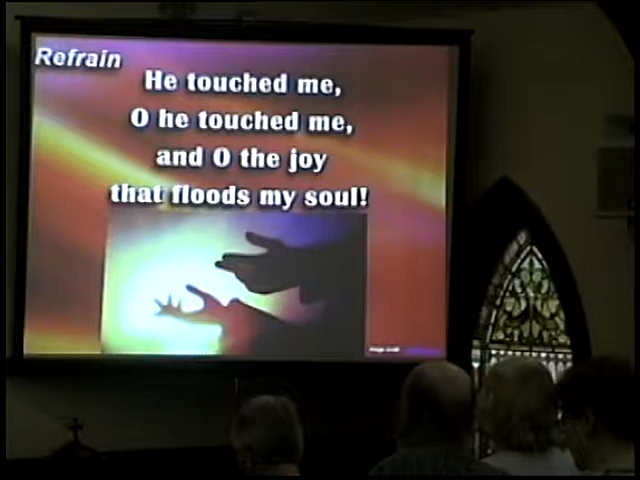 Refrain
He touched me,
O he touched me,
and O the joy
that floods my soul!